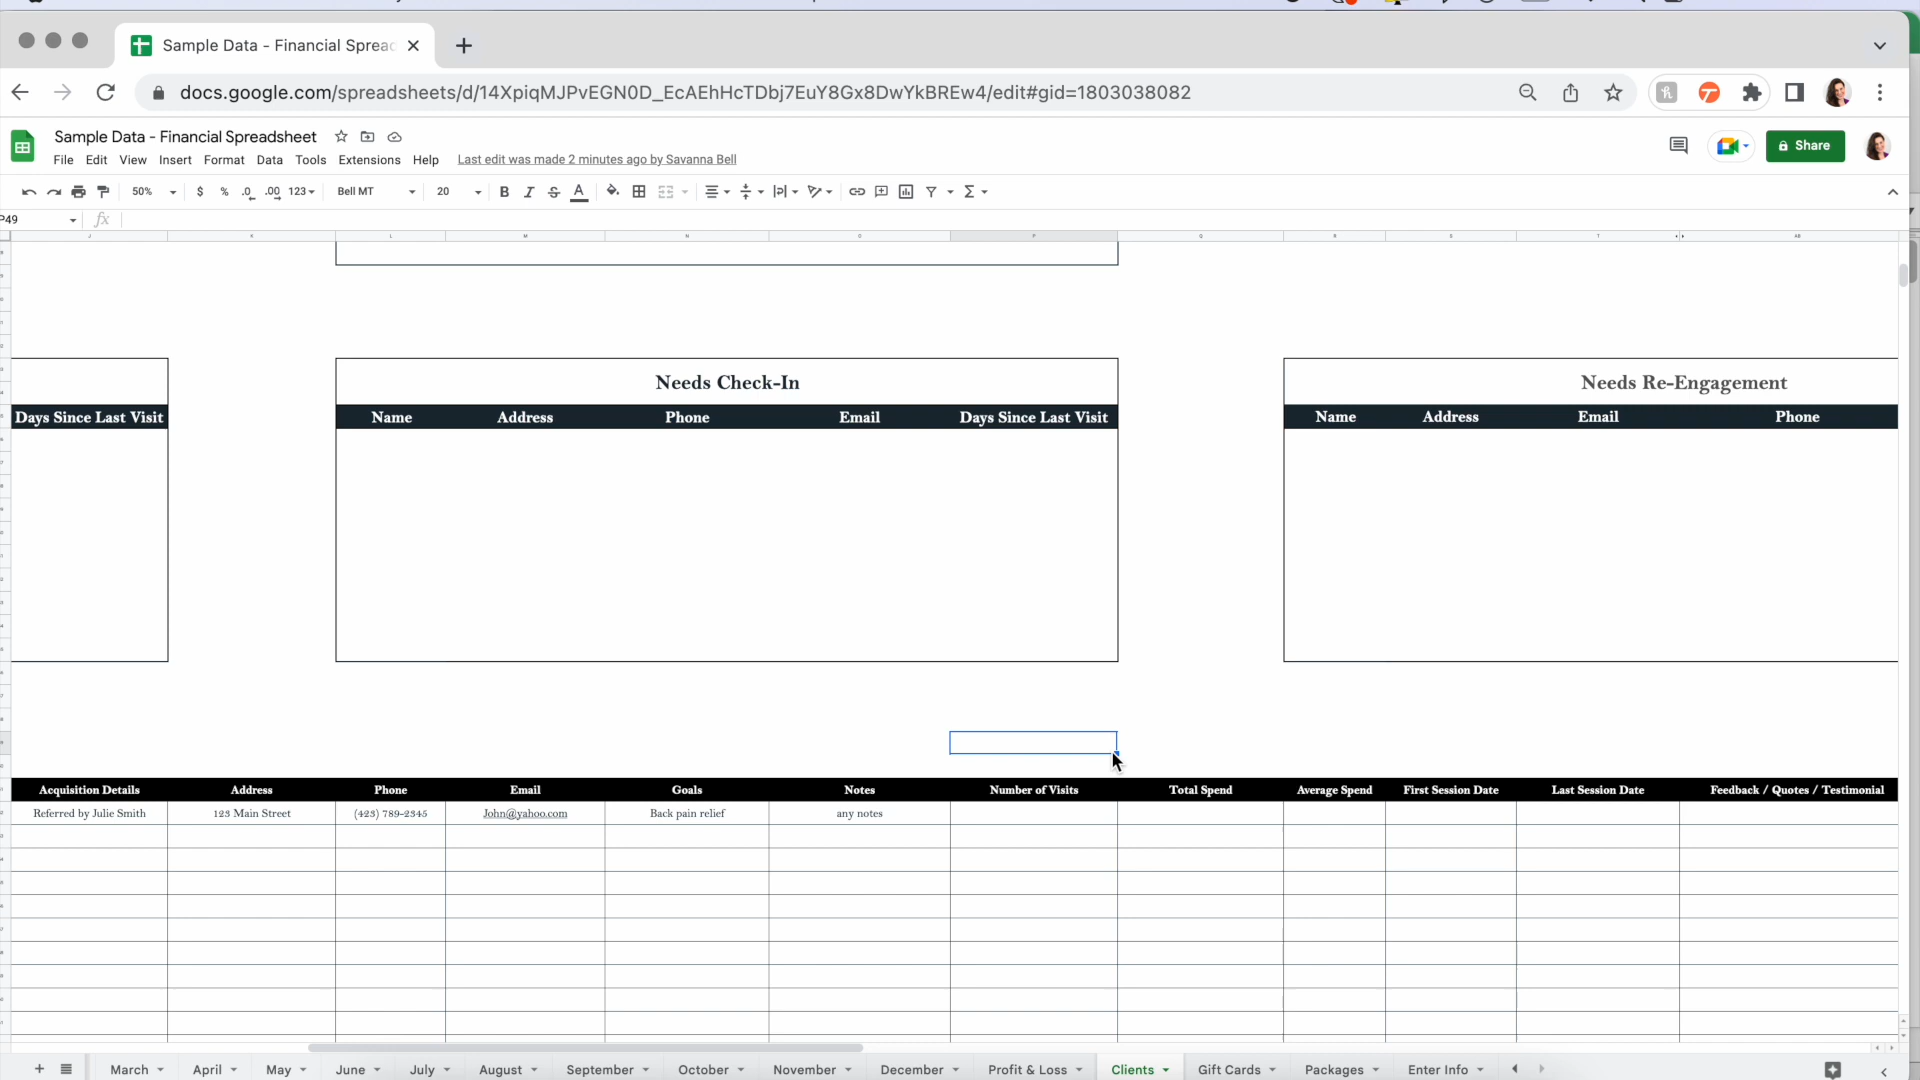 Sample Data - Financial Spreac
docs.google.com/spreadsheets/d/14XpiqMJPvEGN0D_EcAEhHcTDbj7EuY8Gx8DwYkBREw4/edit#gid=1803038082
Sample Data - Financial Spreadsheet
File Edit View Insert Format Data Tools Extensions Help Last edit was made 2 minutes ago by Savanna Bell
Share
50% $ % .0 .00 123 Bell MT 20 B I S A
P49 fx
Needs Check-In
Needs Re-Engagement
Days Since Last Visit Name Address Phone Email Days Since Last Visit Name Address Email Phone
Acquisition Details Address Phone Email Goals Notes Number of Visits Total Spend Average Spend First Session Date Last Session Date Feedback / Quotes / Testimonial
Referred by Julie Smith 123 Main Street (423) 789-2345 John@yahoo.com Back pain relief any notes
March April May June July August September October November December Profit & Loss Clients Gift Cards Packages Enter Info